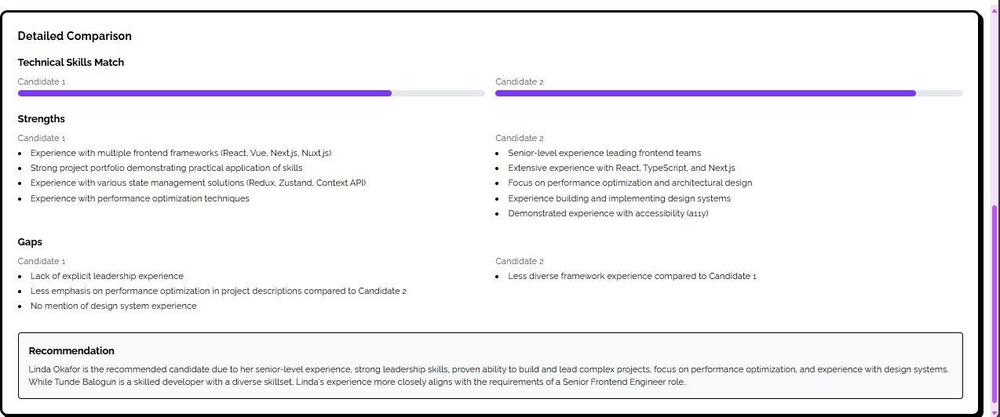 Detailed Comparison
Technical Skills Match
Candidate 1
Candidate 2
Strengths
Candidate 1
Experience with multiple frontend frameworks (React, Vue, Next.js, Nuxt.js)
Strong project portfolio demonstrating practical application of skills
Experience with various state management solutions (Redux, Zustand, Context API)
Experience with performance optimization techniques
Candidate 2
Senior-level experience leading frontend teams
Extensive experience with React, TypeScript, and Next.js
Focus on performance optimization and architectural design
Experience building and implementing design systems
Demonstrated experience with accessibility (a11y)
Gaps
Candidate 1
Lack of explicit leadership experience
Less emphasis on performance optimization in project descriptions compared to Candidate 2
No mention of design system experience
Candidate 2
Less diverse framework experience compared to Candidate 1
Recommendation
Linda Okafor is the recommended candidate due to her senior-level experience, strong leadership skills, proven ability to build and lead complex projects, focus on performance optimization, and experience with design systems.
While Tunde Balogun is a skilled developer with a diverse skillset, Linda's experience more closely aligns with the requirements of a Senior Frontend Engineer role.